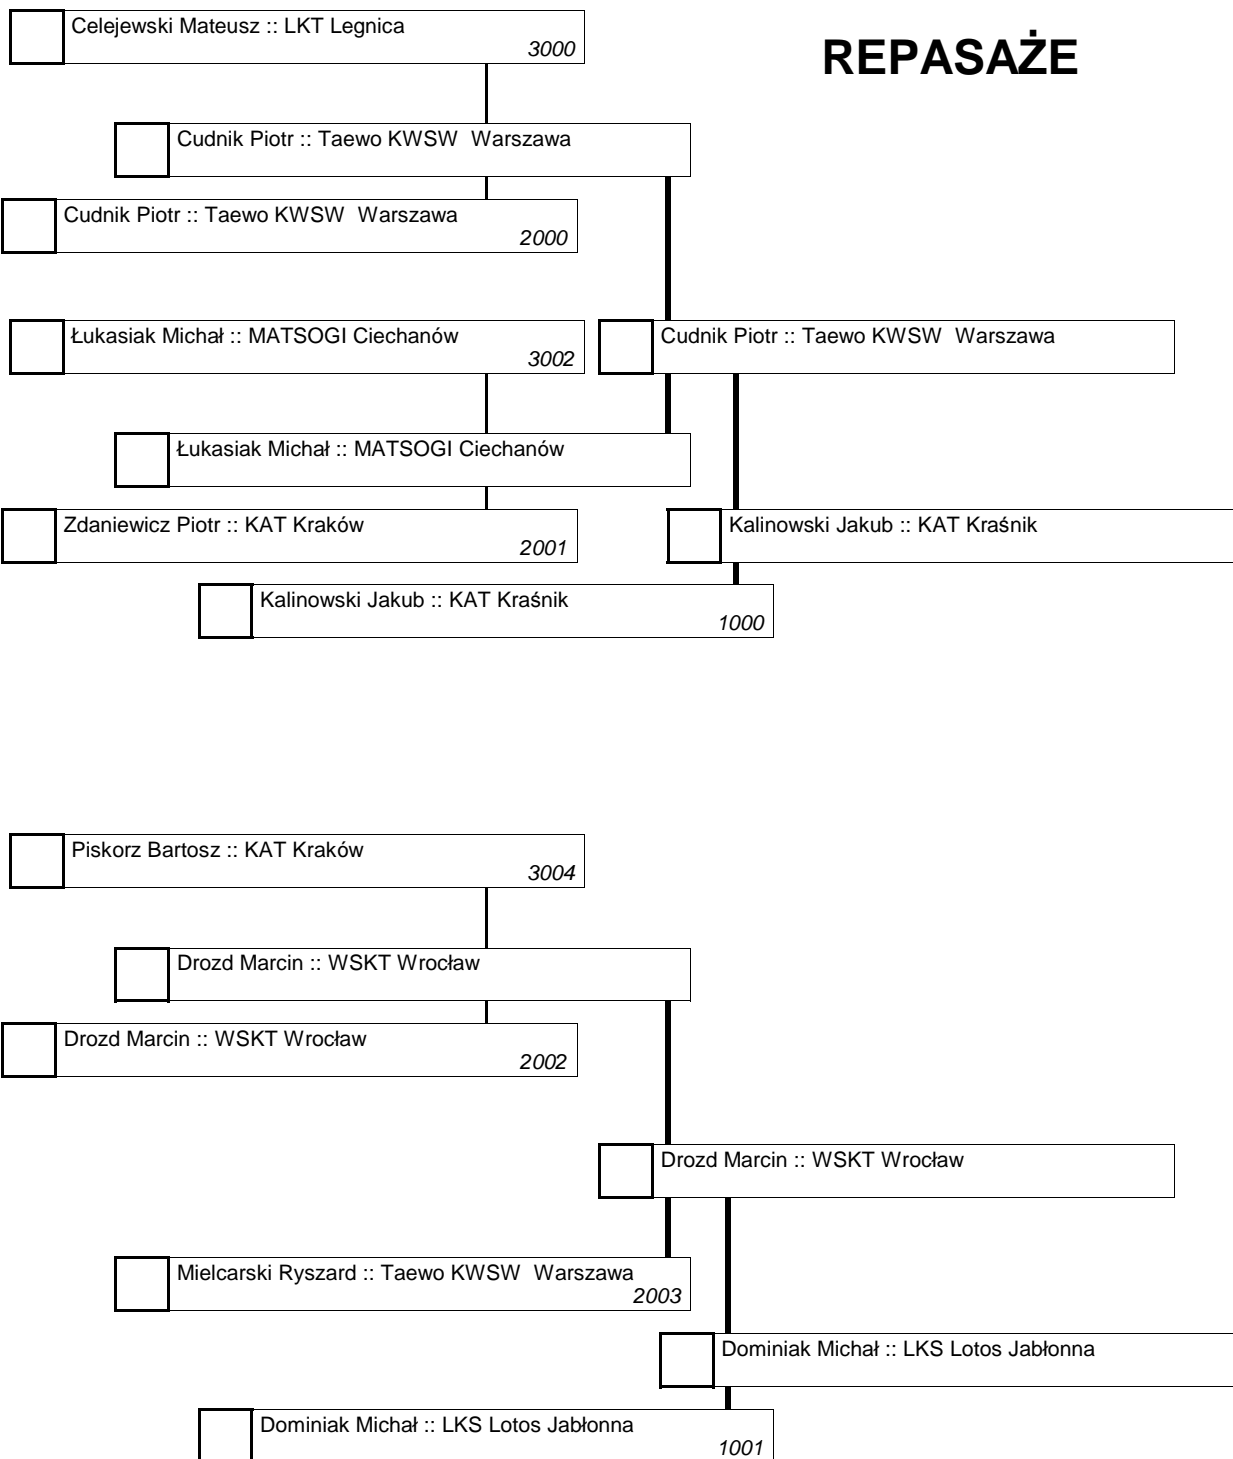 Celejewski Mateusz :: LKT Legnica
3000
REPASAŻE
Cudnik Piotr :: Taewo KWSW  Warszawa
Cudnik Piotr :: Taewo KWSW  Warszawa
2000
Łukasiak Michał :: MATSOGI Ciechanów
3002
Cudnik Piotr :: Taewo KWSW  Warszawa
Łukasiak Michał :: MATSOGI Ciechanów
Zdaniewicz Piotr :: KAT Kraków
2001
Kalinowski Jakub :: KAT Kraśnik
Kalinowski Jakub :: KAT Kraśnik
1000
Piskorz Bartosz :: KAT Kraków
3004
Drozd Marcin :: WSKT Wrocław
Drozd Marcin :: WSKT Wrocław
2002
Drozd Marcin :: WSKT Wrocław
Mielcarski Ryszard :: Taewo KWSW  Warszawa
2003
Dominiak Michał :: LKS Lotos Jabłonna
Dominiak Michał :: LKS Lotos Jabłonna
1001